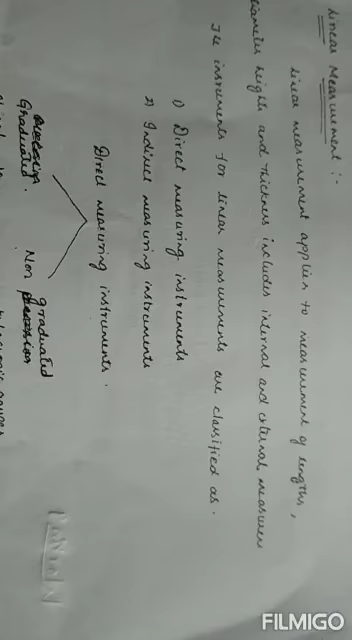 Linear Measurement :-
Linear measurement applies to measurement of lengths,
diameter, heights and thickness includes internal and external measuremen
The instruments for linear measurements are classified as.
1) Direct measuring instruments
2) Indirect measuring instruments
Direct measuring instruments.
Graduated. Non graduated
FILMIGO